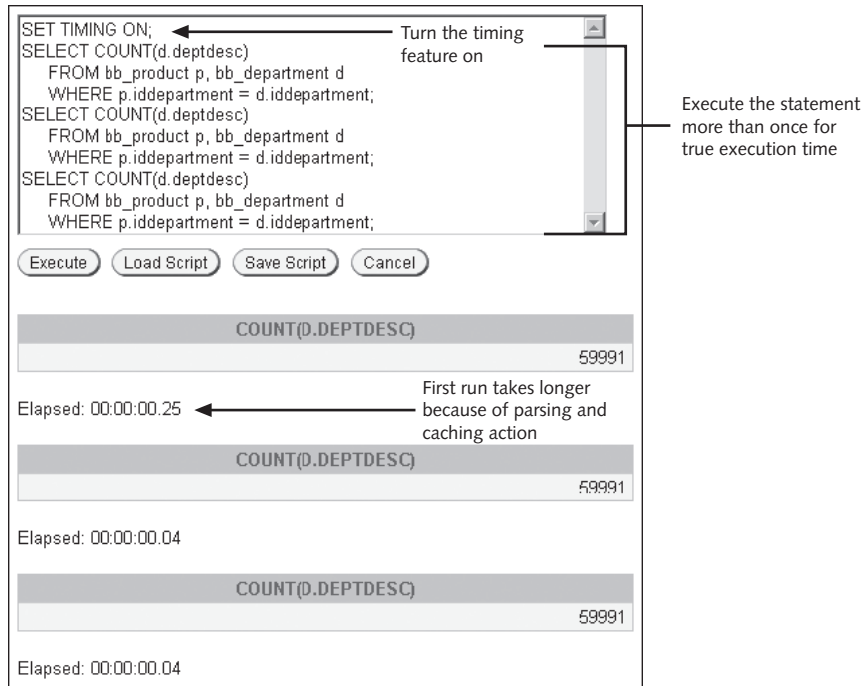 SET TIMING ON;
SELECT COUNT(d.deptdesc)
FROM bb_product p, bb_department d
WHERE p.iddepartment = d.iddepartment;
SELECT COUNT(d.deptdesc)
FROM bb_product p, bb_department d
WHERE p.iddepartment = d.iddepartment;
SELECT COUNT(d.deptdesc)
FROM bb_product p, bb_department d
WHERE p.iddepartment = d.iddepartment;
Turn the timing
feature on
Execute the statement
more than once for
true execution time
Execute
Load Script
Save Script
Cancel
COUNT(D.DEPTDESC)
59991
Elapsed: 00:00:00.25
First run takes longer
because of parsing and
caching action
COUNT(D.DEPTDESC)
59991
Elapsed: 00:00:00.04
COUNT(D.DEPTDESC)
59991
Elapsed: 00:00:00.04